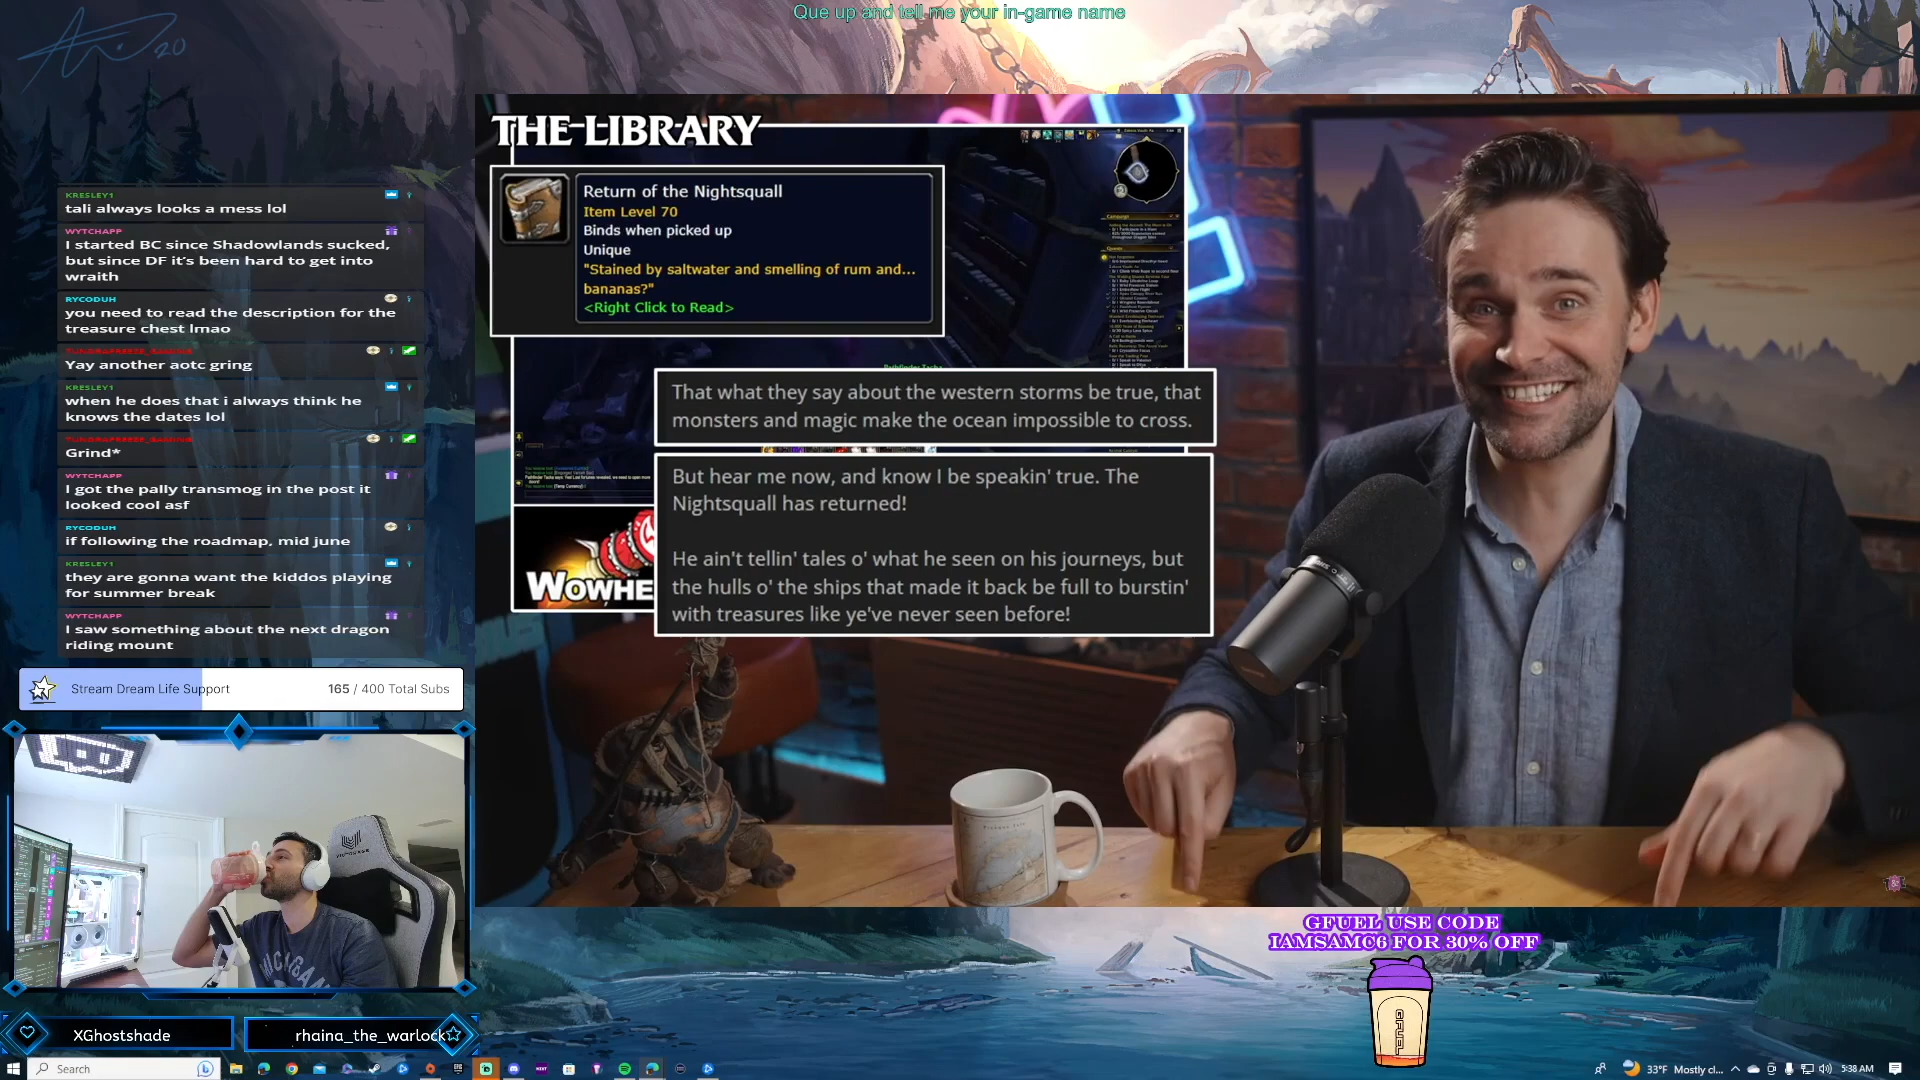 Que up and tell me your in-game name
20
THE LIBRARY
Return of the Nightsquall
Item Level 70
Binds when picked up
Unique
"Stained by saltwater and smelling of rum and...
bananas?"
<Right Click to Read>
That what they say about the western storms be true, that
monsters and magic make the ocean impossible to cross.
But hear me now, and know I be speakin' true. The
Nightsquall has returned!
He ain't tellin' tales o' what he seen on his journeys, but
the hulls o' the ships that made it back be full to burstin'
with treasures like ye've never seen before!
WOWHE
KRESLEY1
tali always looks a mess lol
WYTCHAPP
I started BC since Shadowlands sucked,
but since DF it's been hard to get into
wraith
RYCODUH
you need to read the description for the
treasure chest lmao
Yay another aotc gring
KRESLEY1
when he does that i always think he
knows the dates lol
Grind*
WYTCHAPP
I got the pally transmog in the post it
looked cool asf
RYCODUH
if following the roadmap, mid june
KRESLEY1
they are gonna want the kiddos playing
for summer break
WYTCHAPP
I saw something about the next dragon
riding mount
Stream Dream Life Support 165 / 400 Total Subs
MICHIGAN
XGhostshade
rhaina_the_warlock
GFUEL USE CODE
IAMSAMC6 FOR 30% OFF
GFUEL
Search
33°F Mostly cl...
5:38 AM